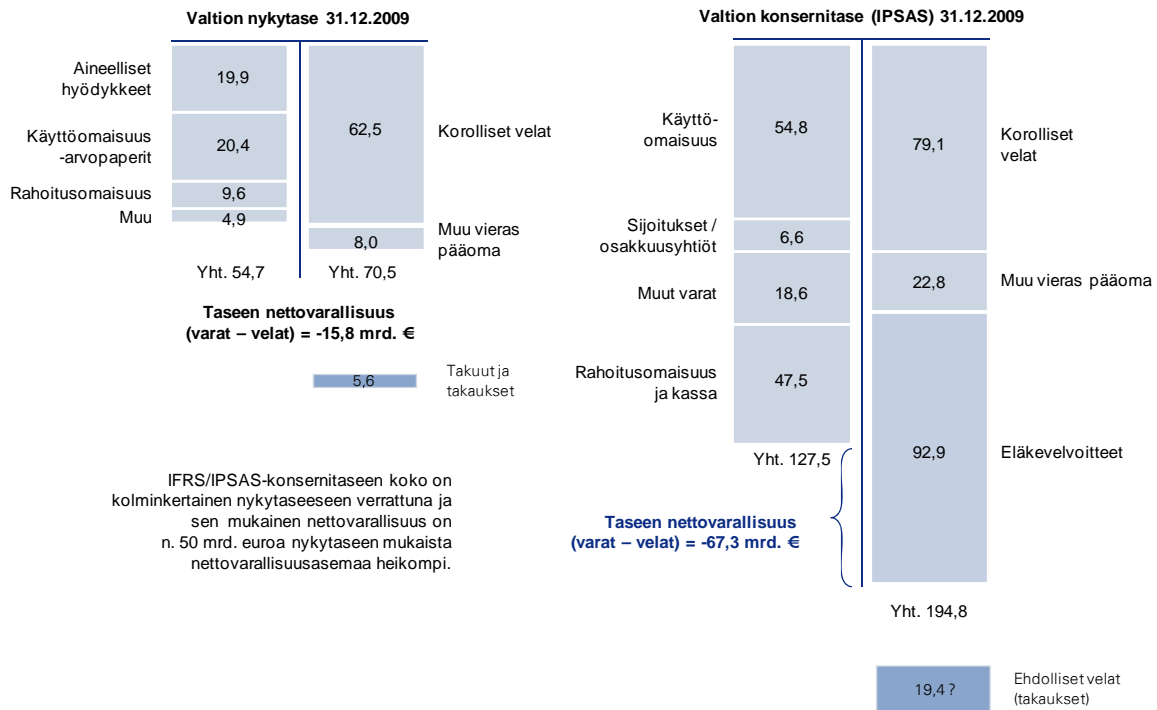 Valtion nykytase 31.12.2009
Aineelliset
hyödykkeet
19,9
Käyttöomaisuus
-arvopaperit
20,4
Rahoitusomaisuus
9,6
Muu
4,9
62,5
Korolliset velat
8,0
Muu vieras
pääoma
Yht. 54,7
Yht. 70,5
Taseen nettovarallisuus
(varat – velat) = -15,8 mrd. €
5,6
Takuut ja
takaukset
IFRS/IPSAS-konsernitaseen koko on
kolminkertainen nykytaseeseen verrattuna ja
sen mukainen nettovarallisuus on
n. 50 mrd. euroa nykytaseen mukaista
nettovarallisuusasemaa heikompi.
Valtion konsernitase (IPSAS) 31.12.2009
Käyttö-
omaisuus
54,8
Sijoitukset /
osakkuusyhtiöt
6,6
Muut varat
18,6
Rahoitusomaisuus
ja kassa
47,5
Yht. 127,5
79,1
Korolliset
velat
22,8
Muu vieras pääoma
92,9
Eläkevelvoitteet
Taseen nettovarallisuus
(varat – velat) = -67,3 mrd. €
Yht. 194,8
19,4 ?
Ehdolliset velat
(takaukset)